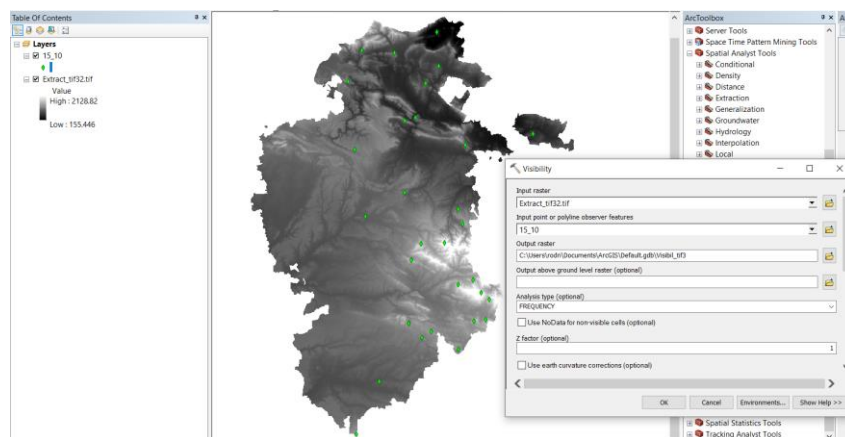 Table Of Contents
Layers
15_10
Extract_tif32.tif
Value
High : 2128.82
Low : 155.446
ArcToolbox
Server Tools
Space Time Pattern Mining Tools
Spatial Analyst Tools
Conditional
Density
Distance
Extraction
Generalization
Groundwater
Hydrology
Interpolation
Local
Visibility
Input raster
Extract_tif32.tif
Input point or polyline observer features
15_10
Output raster
C:\Users\rodri\Documents\ArcGIS\Default.gdb\Visibil_tif3
Output above ground level raster (optional)
Analysis type (optional)
FREQUENCY
Use NoData for non-visible cells (optional)
Z factor (optional)
1
Use earth curvature corrections (optional)
OK
Cancel
Environments...
Show Help >>
Spatial Statistics Tools
Tracking Analyst Tools